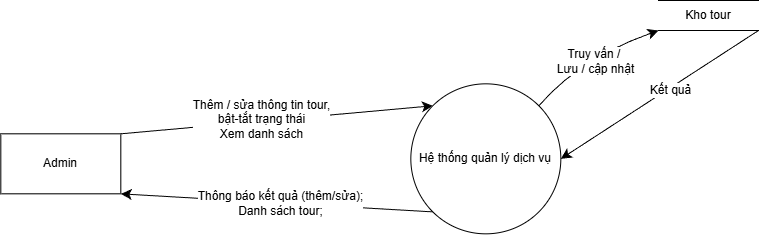 Kho tour
Truy vấn /
Lưu / cập nhật
Kết quả
Thêm / sửa thông tin tour,
bật-tắt trạng thái
Xem danh sách
Admin
Hệ thống quản lý dịch vụ
Thông báo kết quả (thêm/sửa);
Danh sách tour;